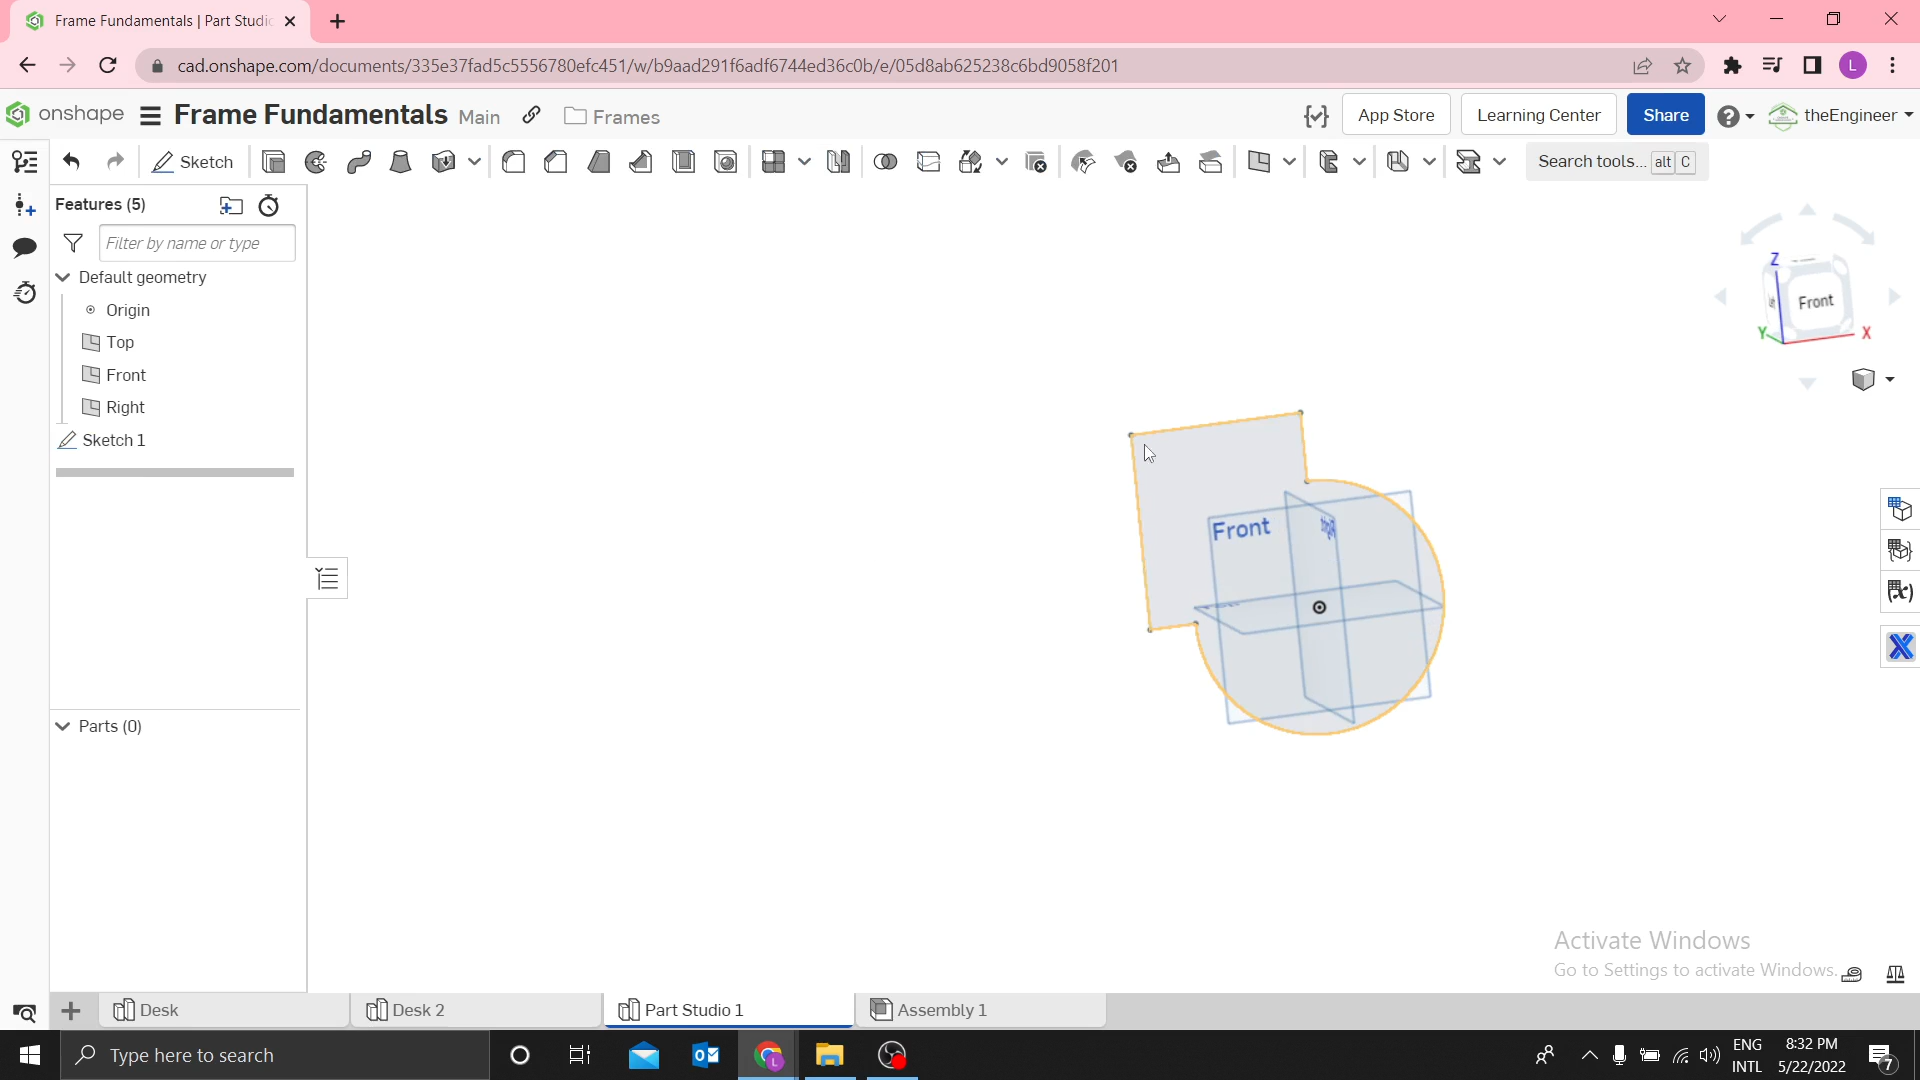 Frame Fundamentals | Part Studio
cad.onshape.com/documents/335e37fad5c5556780efc451/w/b9aad291f6adf6744ed36c0b/e/05d8ab625238c6bd9058f201
L
onshape
Frame Fundamentals
Main
Frames
App Store
Learning Center
Share
theEngineer
Sketch
Search tools... alt C
Features (5)
Filter by name or type
Default geometry
Origin
Top
Front
Right
Sketch 1
Parts (0)
Z
Front
Y
X
Front
Right
Activate Windows
Go to Settings to activate Windows.
Desk
Desk 2
Part Studio 1
Assembly 1
Type here to search
L
ENG
INTL
8:32 PM
5/22/2022
7